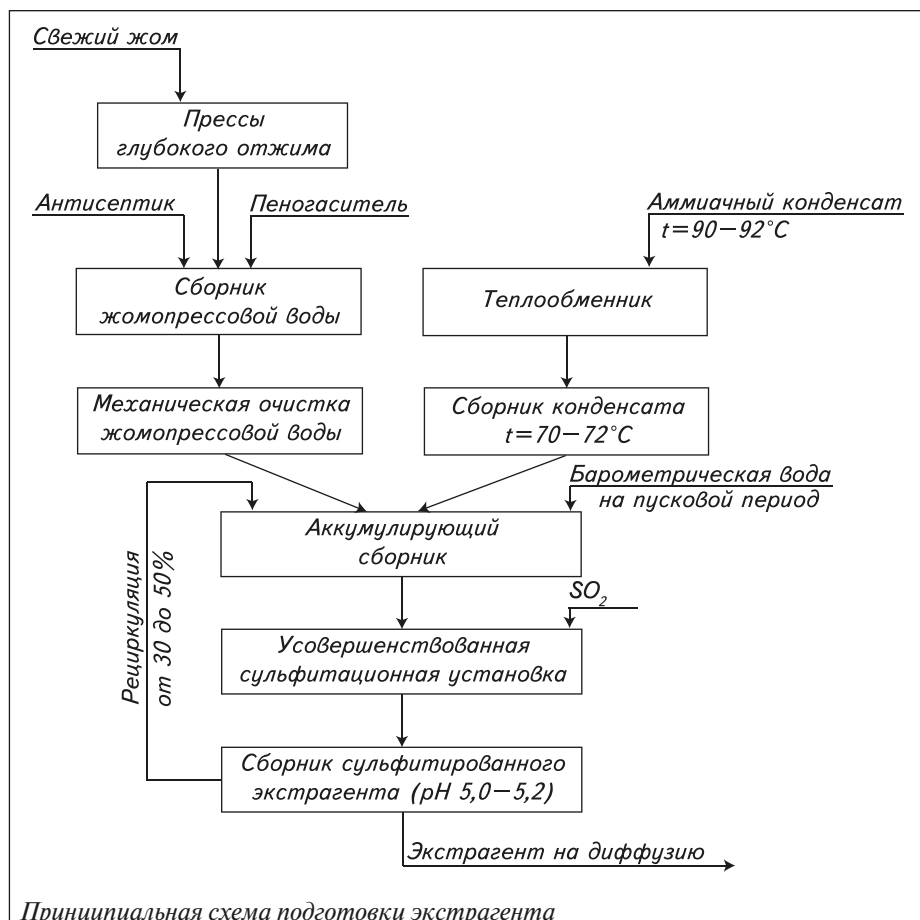 Свежий жом
Прессы
глубокого отжима
Антисептик
Пеногаситель
Аммиачный конденсат
t=90–92°C
Сборник
жомопрессовой воды
Теплообменник
Механическая очистка
жомопрессовой воды
Сборник конденсата
t=70–72°C
Барометрическая вода
на пусковой период
Рециркуляция
от 30 до 50%
Аккумулирующий
сборник
SO₂
Усовершенствованная
сульфитационная установка
Сборник сульфитированного
экстрагента (pH 5,0–5,2)
Экстрагент на диффузию
Принципиальная схема подготовки экстрагента